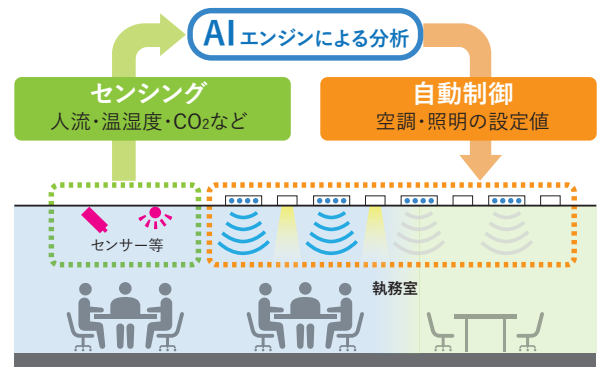 AIエンジンによる分析
センシング
人流・温湿度・CO₂など
自動制御
空調・照明の設定値
センサー等
執務室